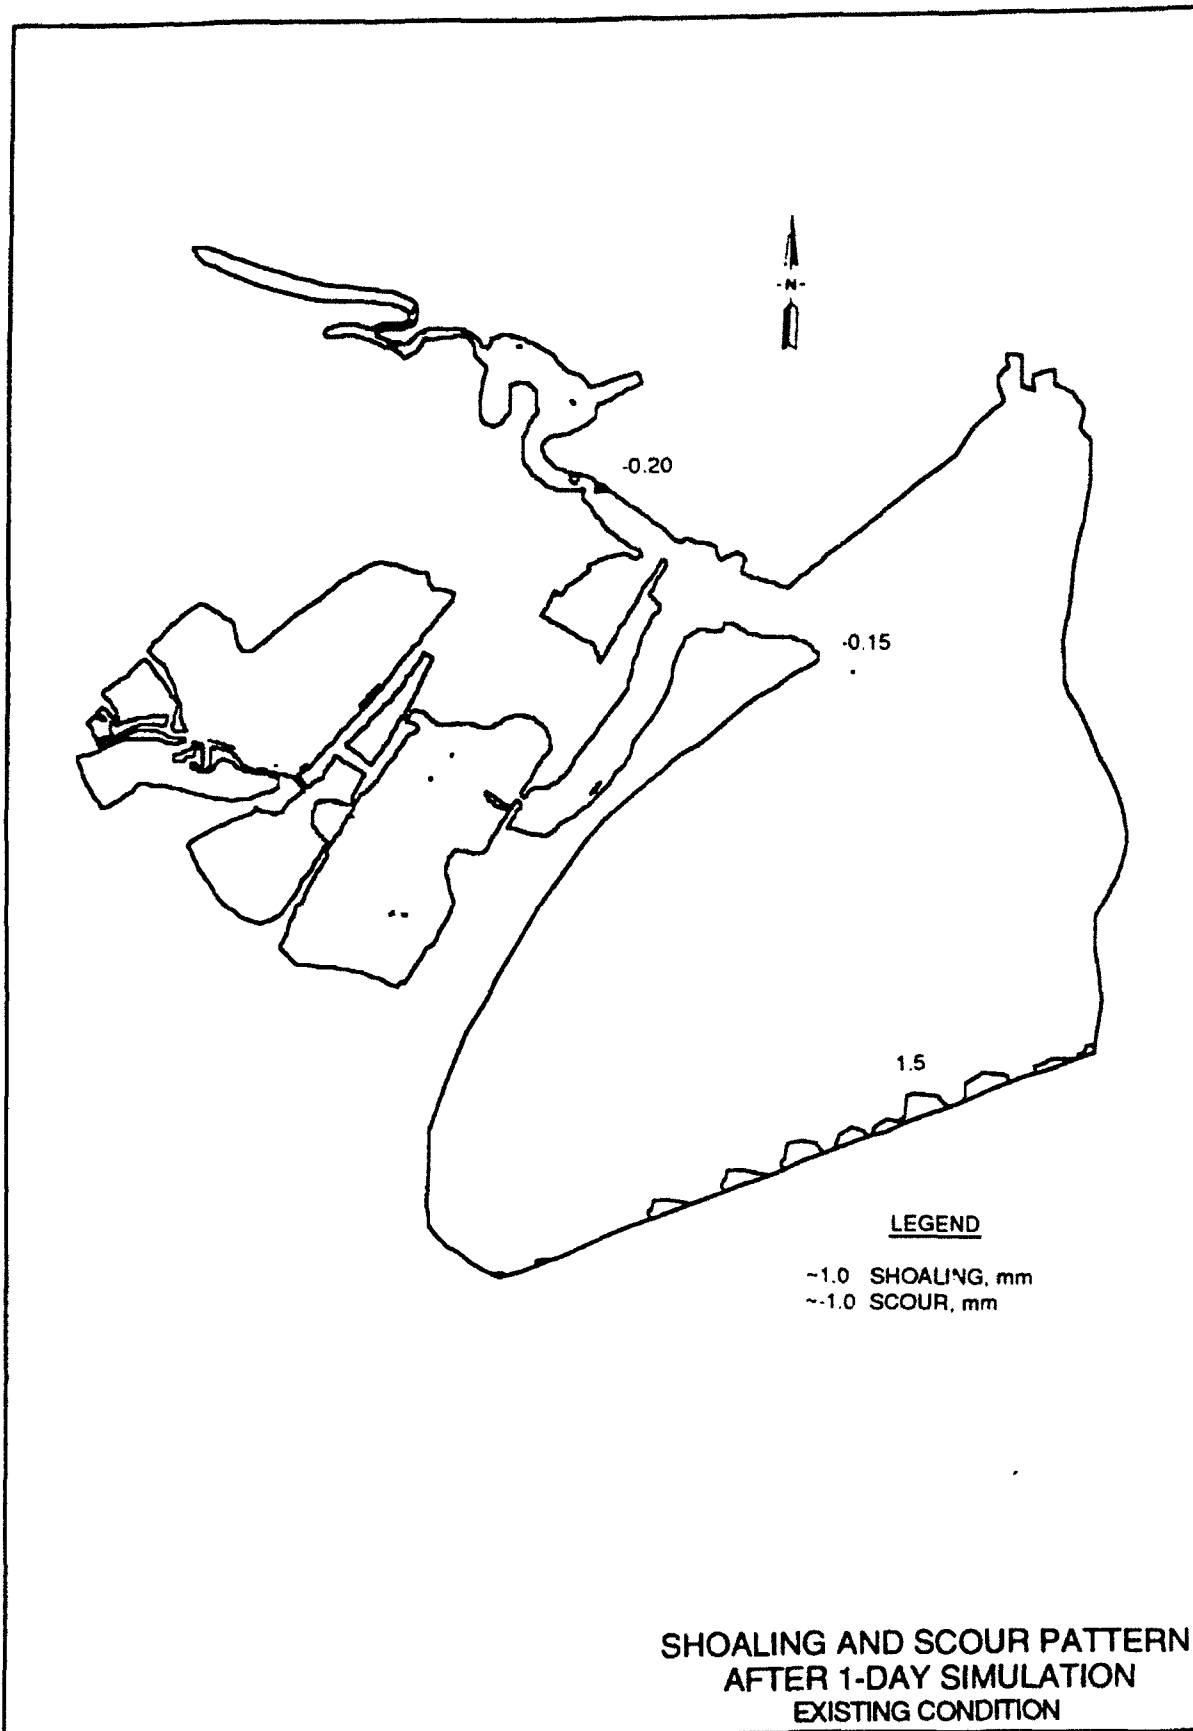 -N-
-0.20
-0.15
1.5
LEGEND
~1.0 SHOALING, mm
~-1.0 SCOUR, mm
SHOALING AND SCOUR PATTERN
AFTER 1-DAY SIMULATION
EXISTING CONDITION